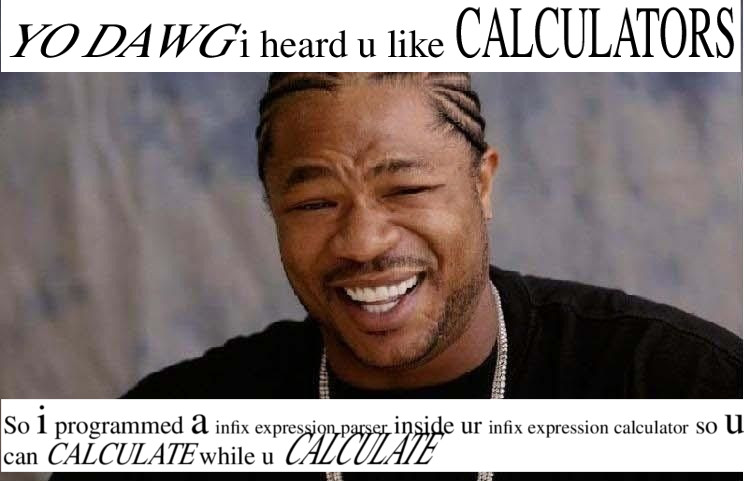 YO DAWG i heard u like CALCULATORS
So i programmed a infix expression parser inside ur infix expression calculator so u
can CALCULATE while u CALCULATE